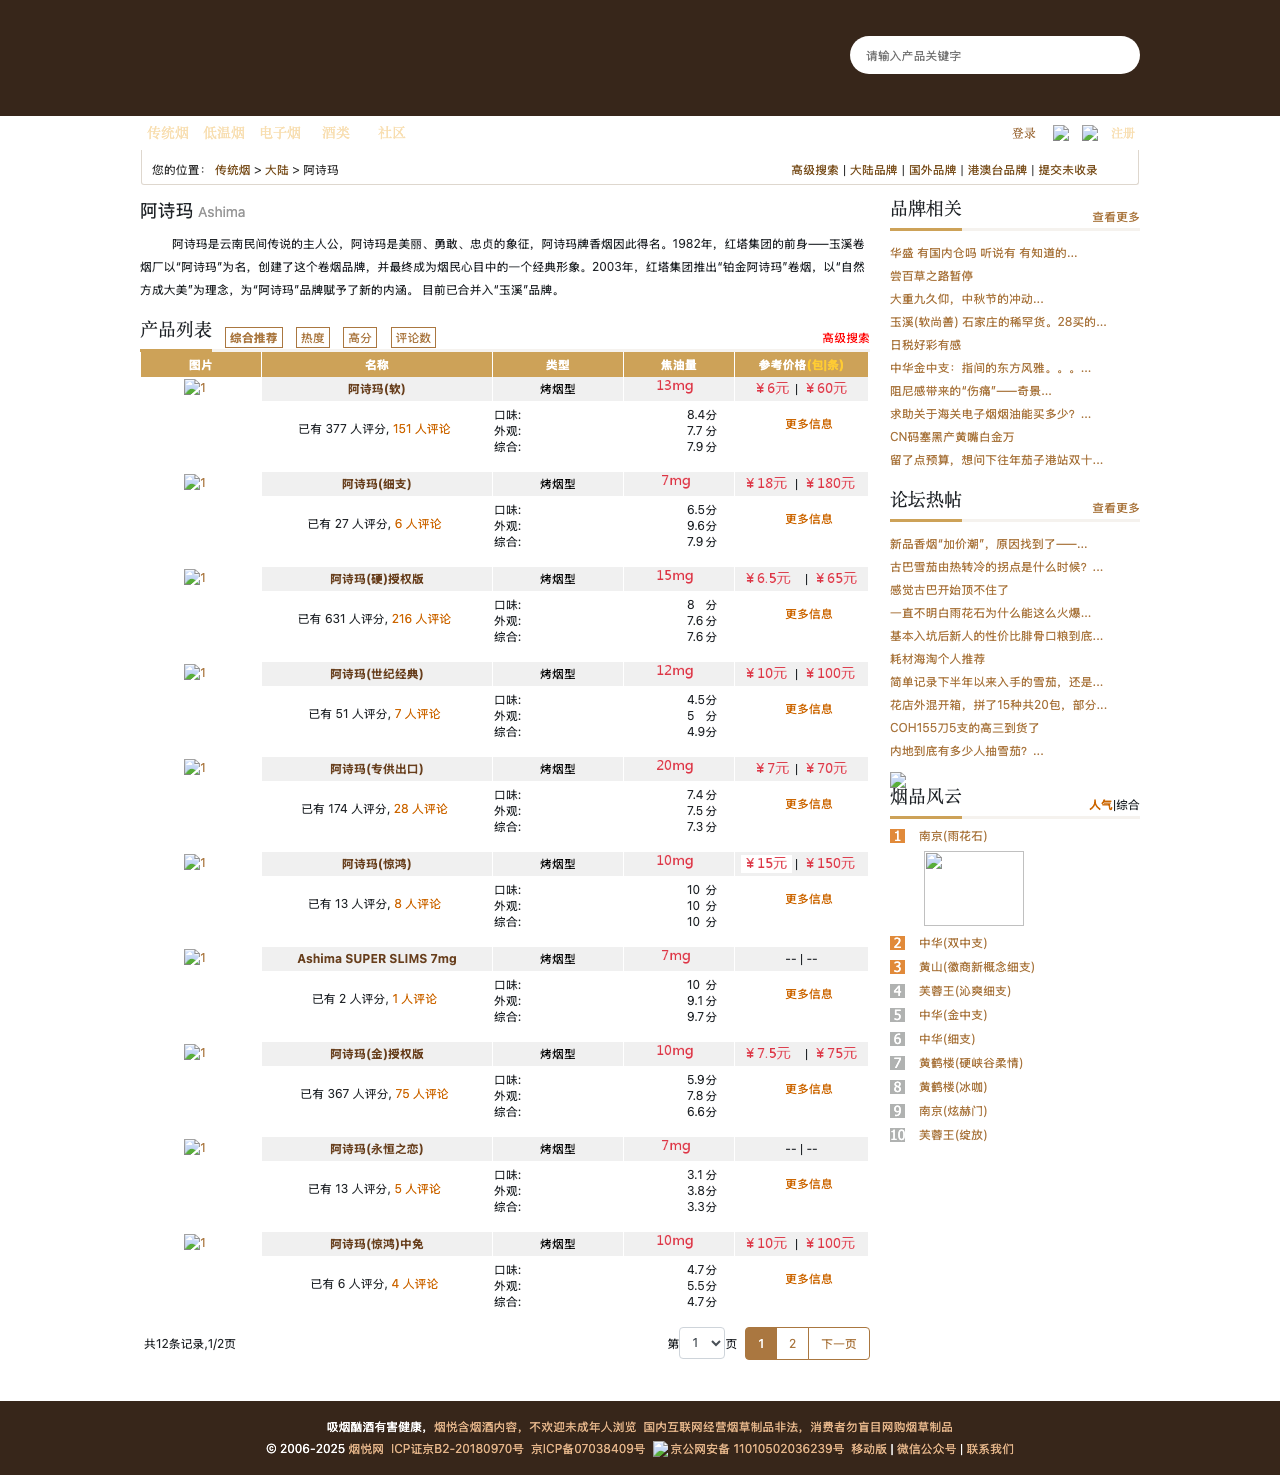 请输入产品关键字
传统烟 低温烟 电子烟 酒类 社区 登录 注册
您的位置： 传统烟 > 大陆 > 阿诗玛 高级搜索 | 大陆品牌 | 国外品牌 | 港澳台品牌 | 提交未收录
阿诗玛 Ashima
阿诗玛是云南民间传说的主人公，阿诗玛是美丽、勇敢、忠贞的象征，阿诗玛牌香烟因此得名。1982年，红塔集团的前身——玉溪卷
烟厂以“阿诗玛”为名，创建了这个卷烟品牌，并最终成为烟民心目中的一个经典形象。2003年，红塔集团推出“铂金阿诗玛”卷烟，以“自然
方成大美”为理念，为“阿诗玛”品牌赋予了新的内涵。 目前已合并入“玉溪”品牌。
产品列表 综合推荐 热度 高分 评论数 高级搜索
图片 名称 类型 焦油量 参考价格(包|条)
1 阿诗玛(软) 烤烟型 13mg ¥6元 | ¥60元
已有 377 人评分, 151 人评论 口味: 8.4分 更多信息
外观: 7.7 分
综合: 7.9 分
1 阿诗玛(细支) 烤烟型 7mg ¥18元 | ¥180元
已有 27 人评分, 6 人评论 口味: 6.5分 更多信息
外观: 9.6分
综合: 7.9 分
1 阿诗玛(硬)授权版 烤烟型 15mg ¥6.5元 | ¥65元
已有 631 人评分, 216 人评论 口味: 8 分 更多信息
外观: 7.6 分
综合: 7.6 分
1 阿诗玛(世纪经典) 烤烟型 12mg ¥10元 | ¥100元
已有 51 人评分, 7 人评论 口味: 4.5分 更多信息
外观: 5 分
综合: 4.9分
1 阿诗玛(专供出口) 烤烟型 20mg ¥7元 | ¥70元
已有 174 人评分, 28 人评论 口味: 7.4 分 更多信息
外观: 7.5 分
综合: 7.3 分
1 阿诗玛(惊鸿) 烤烟型 10mg ¥15元 | ¥150元
已有 13 人评分, 8 人评论 口味: 10 分 更多信息
外观: 10 分
综合: 10 分
1 Ashima SUPER SLIMS 7mg 烤烟型 7mg -- | --
已有 2 人评分, 1 人评论 口味: 10 分 更多信息
外观: 9.1 分
综合: 9.7 分
1 阿诗玛(金)授权版 烤烟型 10mg ¥7.5元 | ¥75元
已有 367 人评分, 75 人评论 口味: 5.9分 更多信息
外观: 7.8 分
综合: 6.6分
1 阿诗玛(永恒之恋) 烤烟型 7mg -- | --
已有 13 人评分, 5 人评论 口味: 3.1 分 更多信息
外观: 3.8分
综合: 3.3分
1 阿诗玛(惊鸿)中免 烤烟型 10mg ¥10元 | ¥100元
已有 6 人评分, 4 人评论 口味: 4.7分 更多信息
外观: 5.5分
综合: 4.7分
共12条记录,1/2页 第 1 页 1 2 下一页
品牌相关 查看更多
华盛 有国内仓吗 听说有 有知道的...
尝百草之路暂停
大重九久仰，中秋节的冲动...
玉溪(软尚善) 石家庄的稀罕货。28买的...
日税好彩有感
中华金中支：指间的东方风雅。。。...
阻尼感带来的“伤痛”——奇景...
求助关于海关电子烟烟油能买多少？...
CN码塞黑产黄嘴白金万
留了点预算，想问下往年茄子港站双十...
论坛热帖 查看更多
新品香烟“加价潮”，原因找到了——...
古巴雪茄由热转冷的拐点是什么时候？...
感觉古巴开始顶不住了
一直不明白雨花石为什么能这么火爆...
基本入坑后新人的性价比腓骨口粮到底...
耗材海淘个人推荐
简单记录下半年以来入手的雪茄，还是...
花店外混开箱，拼了15种共20包，部分...
COH155刀5支的高三到货了
内地到底有多少人抽雪茄？...
烟品风云 人气|综合
1 南京(雨花石)
2 中华(双中支)
3 黄山(徽商新概念细支)
4 芙蓉王(沁爽细支)
5 中华(金中支)
6 中华(细支)
7 黄鹤楼(硬峡谷柔情)
8 黄鹤楼(冰咖)
9 南京(炫赫门)
10 芙蓉王(绽放)
吸烟酗酒有害健康，烟悦含烟酒内容，不欢迎未成年人浏览 国内互联网经营烟草制品非法，消费者勿盲目网购烟草制品
© 2006-2025 烟悦网 ICP证京B2-20180970号 京ICP备07038409号 京公网安备 11010502036239号 移动版 | 微信公众号 | 联系我们